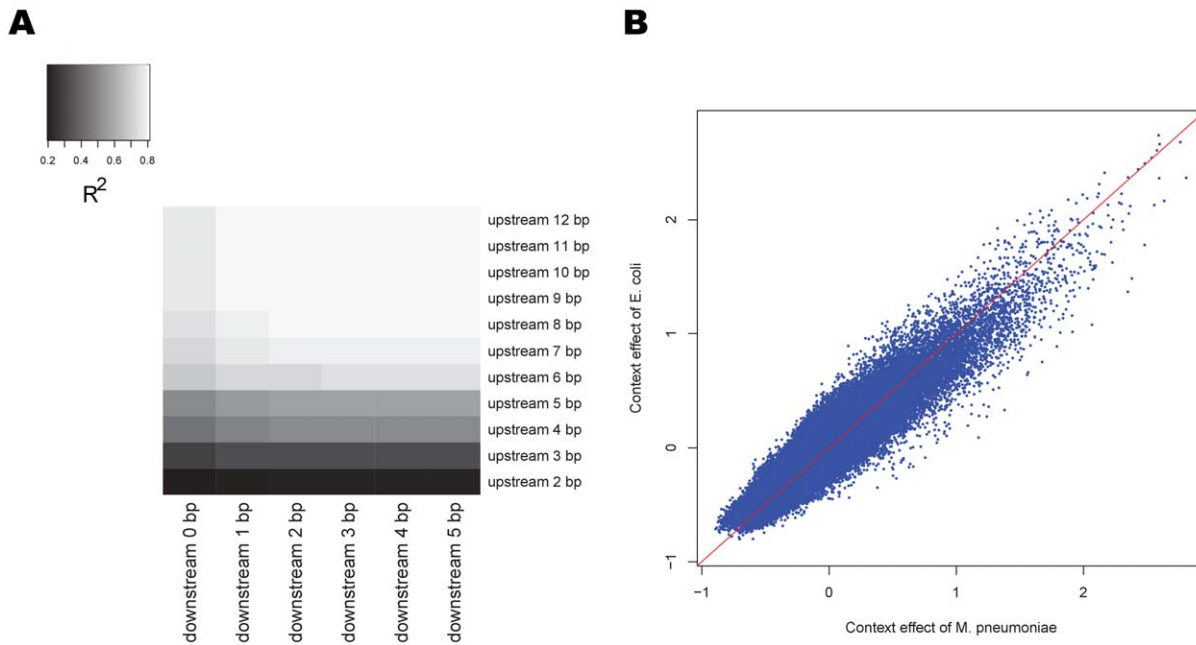 A
0.2 0.4 0.6 0.8
R2
upstream 12 bp
upstream 11 bp
upstream 10 bp
upstream 9 bp
upstream 8 bp
upstream 7 bp
upstream 6 bp
upstream 5 bp
upstream 4 bp
upstream 3 bp
upstream 2 bp
downstream 0 bp
downstream 1 bp
downstream 2 bp
downstream 3 bp
downstream 4 bp
downstream 5 bp
B
Context effect of E. coli
2
1
0
−1
−1 0 1 2
Context effect of M. pneumoniae